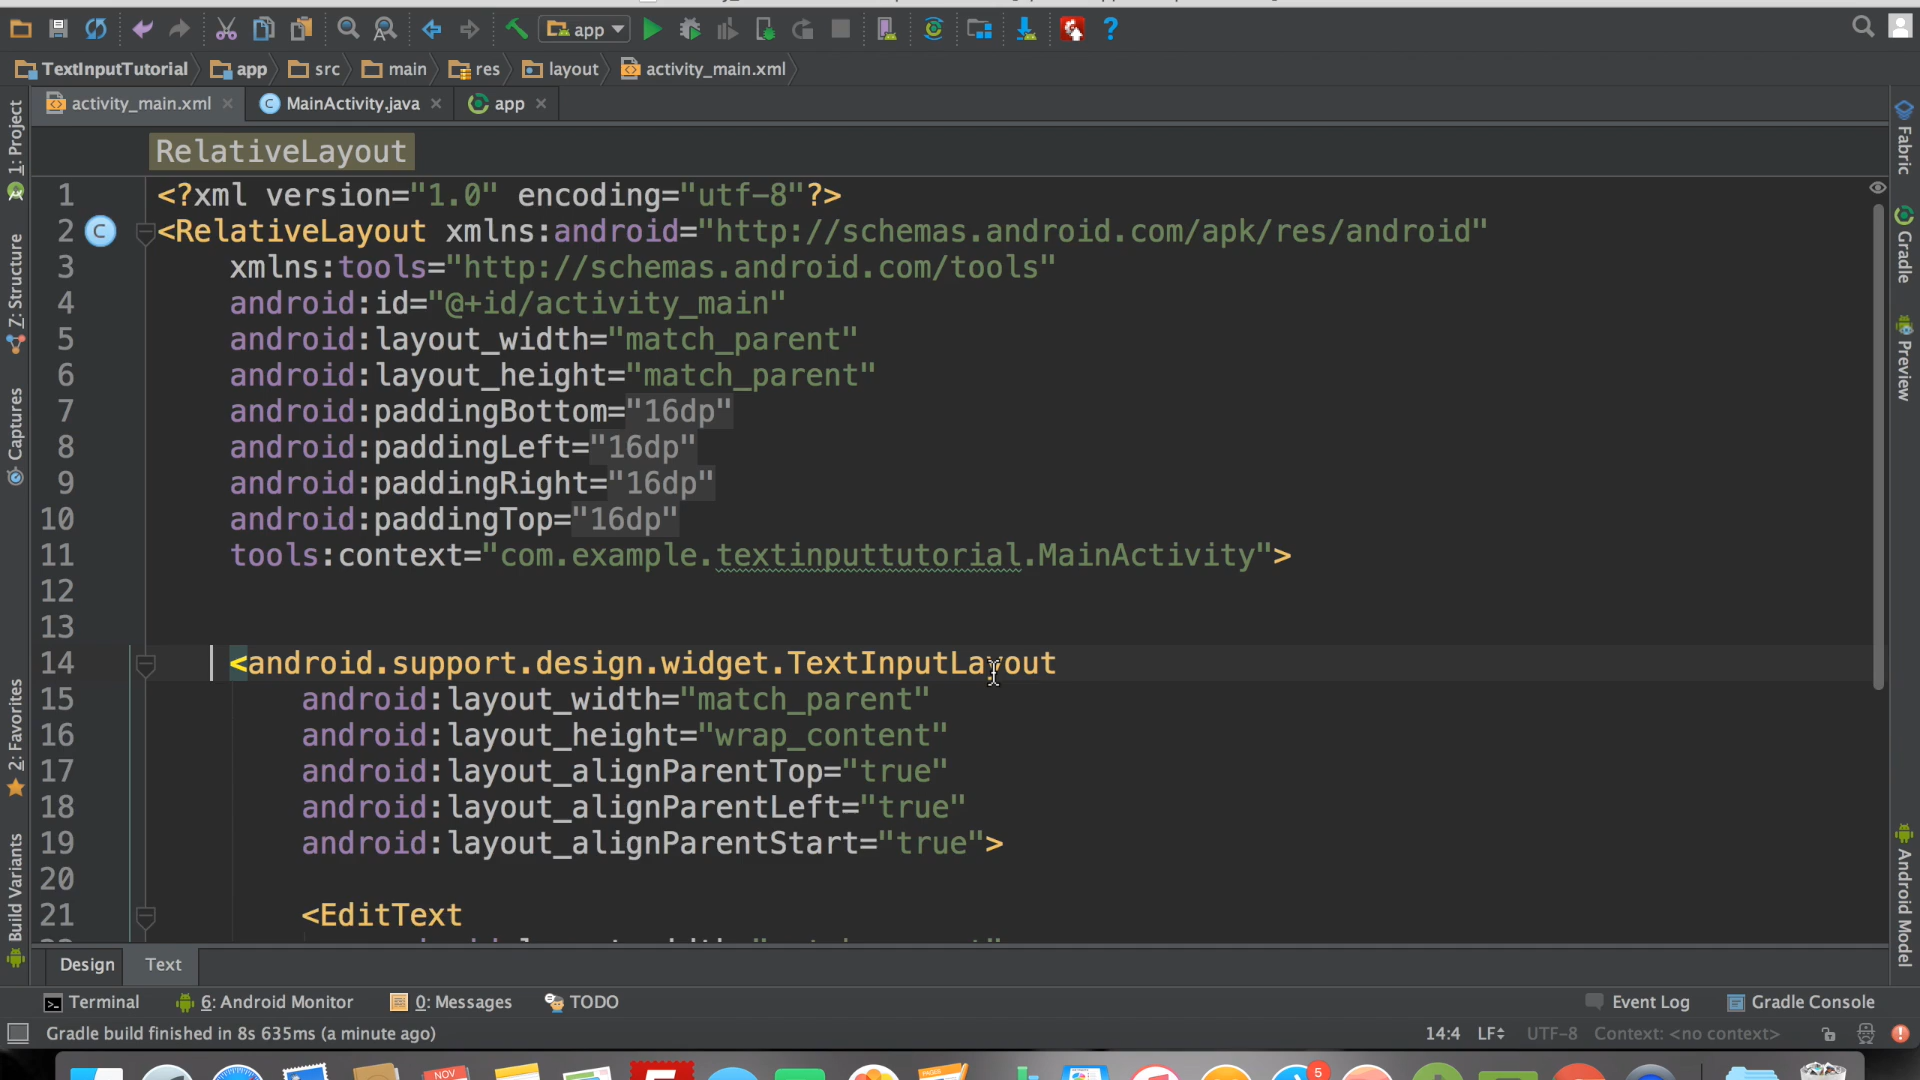 app
TextInputTutorial app src main res layout activity_main.xml
activity_main.xml MainActivity.java app
RelativeLayout
1 <?xml version="1.0" encoding="utf-8"?>
2 C <RelativeLayout xmlns:android="http://schemas.android.com/apk/res/android"
3 xmlns:tools="http://schemas.android.com/tools"
4 android:id="@+id/activity_main"
5 android:layout_width="match_parent"
6 android:layout_height="match_parent"
7 android:paddingBottom="16dp"
8 android:paddingLeft="16dp"
9 android:paddingRight="16dp"
10 android:paddingTop="16dp"
11 tools:context="com.example.textinputtutorial.MainActivity">
12
13
14 <android.support.design.widget.TextInputLayout
15 android:layout_width="match_parent"
16 android:layout_height="wrap_content"
17 android:layout_alignParentTop="true"
18 android:layout_alignParentLeft="true"
19 android:layout_alignParentStart="true">
20
21 <EditText
1: Project
Z: Structure
Captures
2: Favorites
Build Variants
Fabric
Gradle
Preview
Android Model
Design Text
Terminal 6: Android Monitor 0: Messages TODO Event Log Gradle Console
Gradle build finished in 8s 635ms (a minute ago) 14:4 LF UTF-8 Context: <no context>
NOV 5